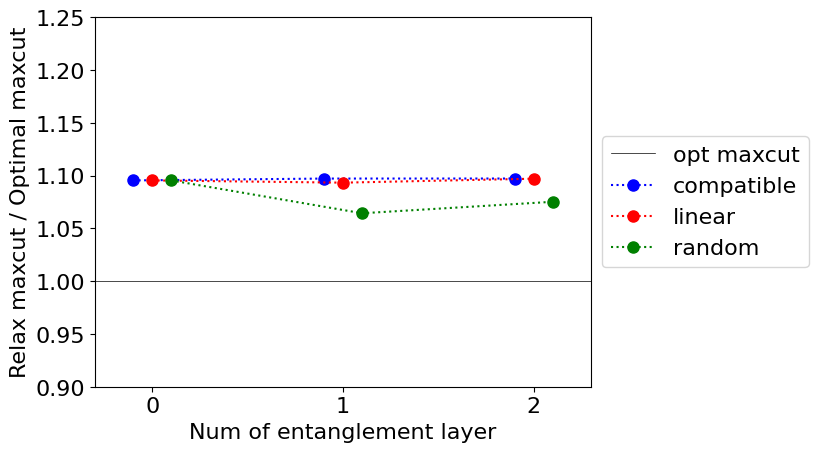 Relax maxcut / Optimal maxcut
1.25
1.20
1.15
1.10
1.05
1.00
0.95
0.90
0
1
2
Num of entanglement layer
opt maxcut
compatible
linear
random